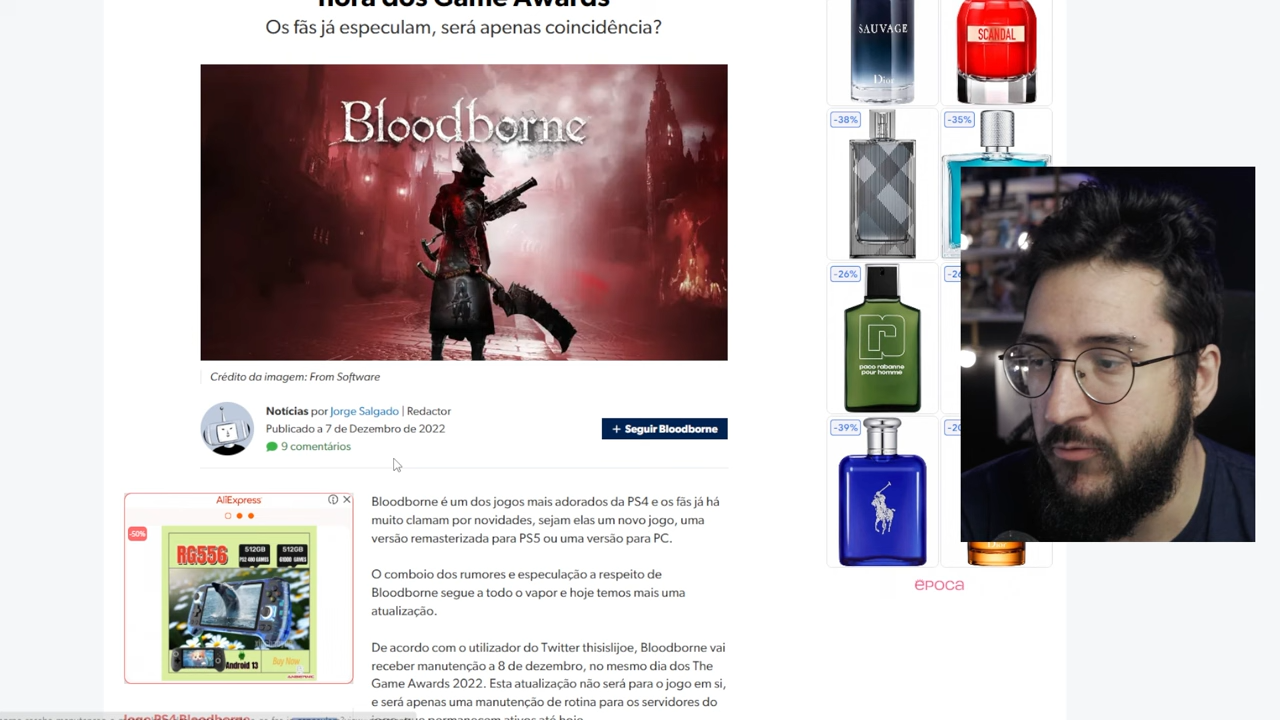 hora dos Game Awards
Os fãs já especulam, será apenas coincidência?
Bloodborne
Crédito da imagem: From Software
Notícias por Jorge Salgado | Redactor
Publicado a 7 de Dezembro de 2022
9 comentários
+ Seguir Bloodborne
AliExpress
-50%
RG556
512GB
512GB
Android 13
Buy Now
Bloodborne é um dos jogos mais adorados da PS4 e os fãs já há
muito clamam por novidades, sejam elas um novo jogo, uma
versão remasterizada para PS5 ou uma versão para PC.
O comboio dos rumores e especulação a respeito de
Bloodborne segue a todo o vapor e hoje temos mais uma
atualização.
De acordo com o utilizador do Twitter thisislijoe, Bloodborne vai
receber manutenção a 8 de dezembro, no mesmo dia dos The
Game Awards 2022. Esta atualização não será para o jogo em si,
e será apenas uma manutenção de rotina para os servidores do
Jogo PS4 Bloodborne
SAUVAGE
Dior
SCANDAL
-38%
-35%
-26%
paco rabanne
pour homme
-39%
epoca